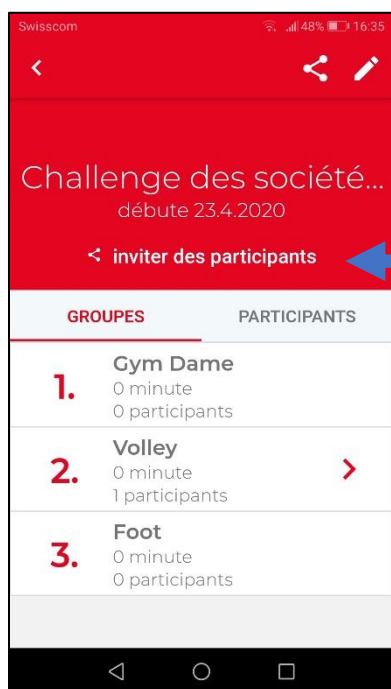 Swisscom 48% 16:35
Challenge des société...
débute 23.4.2020
inviter des participants
GROUPES PARTICIPANTS
1. Gym Dame
0 minute
0 participants
2. Volley
0 minute
1 participants
3. Foot
0 minute
0 participants